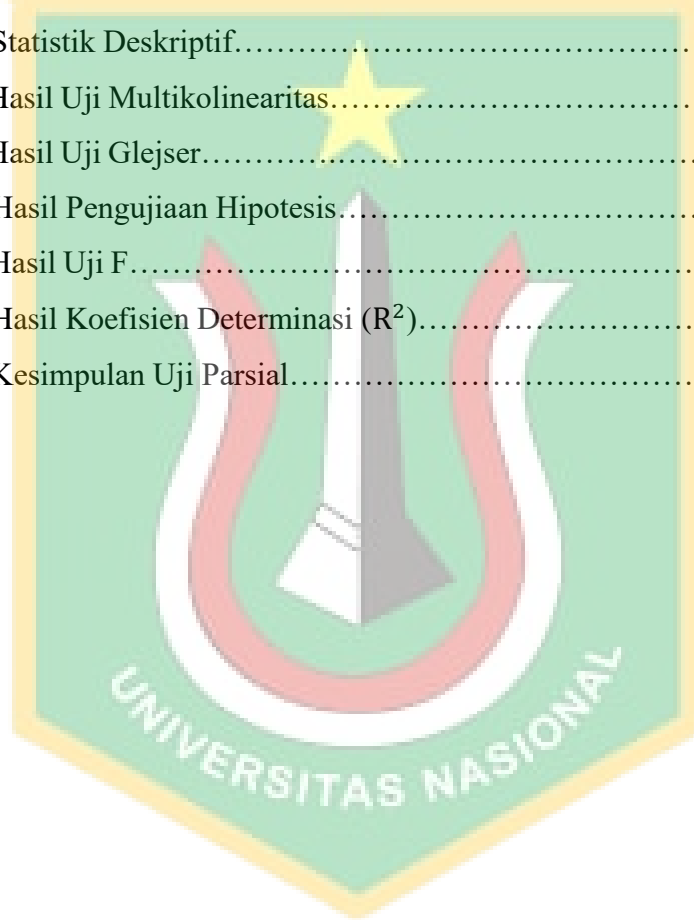 Statistik Deskriptif……………………………………
Hasil Uji Multikolinearitas……………………………
Hasil Uji Glejser………………………………………
Hasil Pengujiaan Hipotesis……………………………
Hasil Uji F……………………………………………
Hasil Koefisien Determinasi (R²)……………………
Kesimpulan Uji Parsial………………………………
UNIVERSITAS NASIONAL